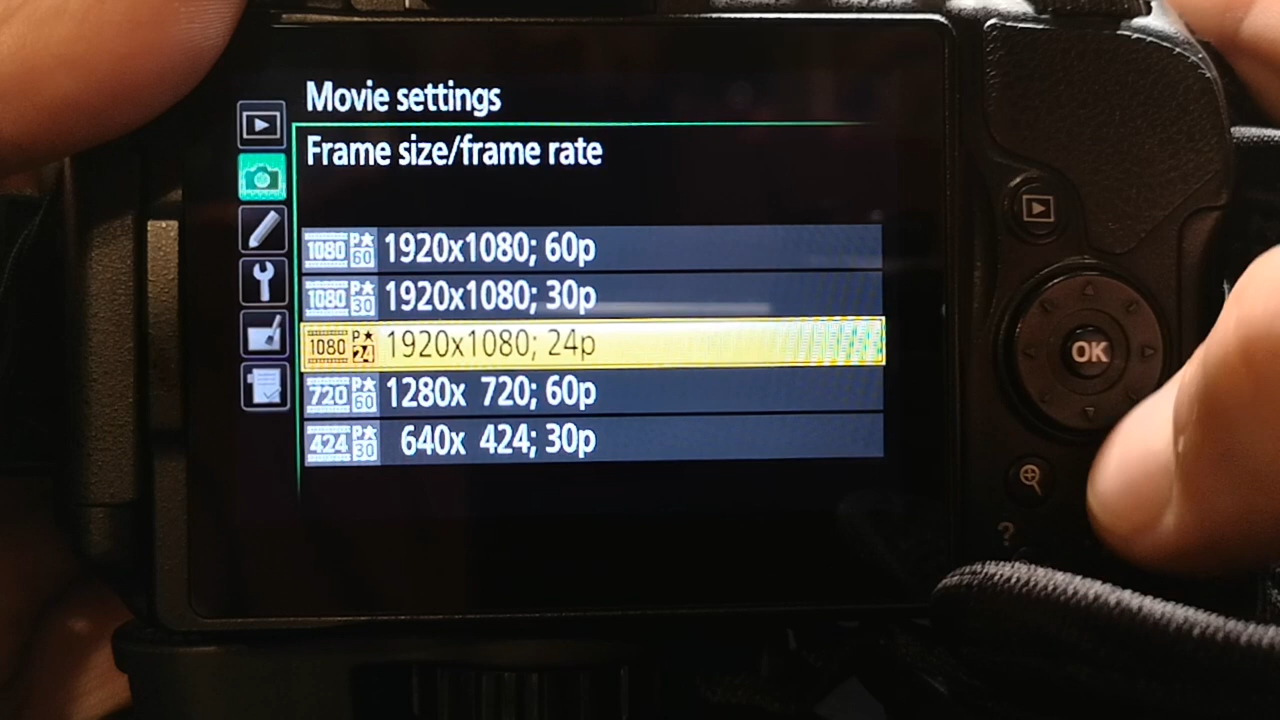 Movie settings
Frame size/frame rate
1080 P★ 60 1920x1080; 60p
1080 P★ 30 1920x1080; 30p
1080 P★ 24 1920x1080; 24p
720 P★ 60 1280x 720; 60p
424 P★ 30 640x 424; 30p
OK
?